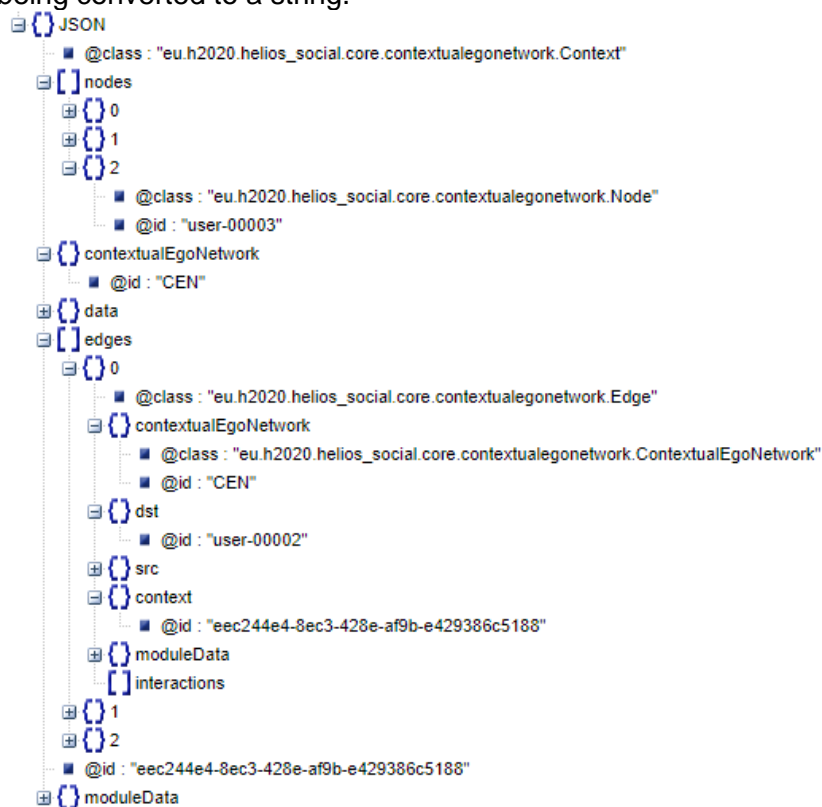 being converted to a string.
JSON
@class : "eu.h2020.helios_social.core.contextualegonetwork.Context"
nodes
0
1
2
@class : "eu.h2020.helios_social.core.contextualegonetwork.Node"
@id : "user-00003"
contextualEgoNetwork
@id : "CEN"
data
edges
0
@class : "eu.h2020.helios_social.core.contextualegonetwork.Edge"
contextualEgoNetwork
@class : "eu.h2020.helios_social.core.contextualegonetwork.ContextualEgoNetwork"
@id : "CEN"
dst
@id : "user-00002"
src
context
@id : "eec244e4-8ec3-428e-af9b-e429386c5188"
moduleData
interactions
1
2
@id : "eec244e4-8ec3-428e-af9b-e429386c5188"
moduleData